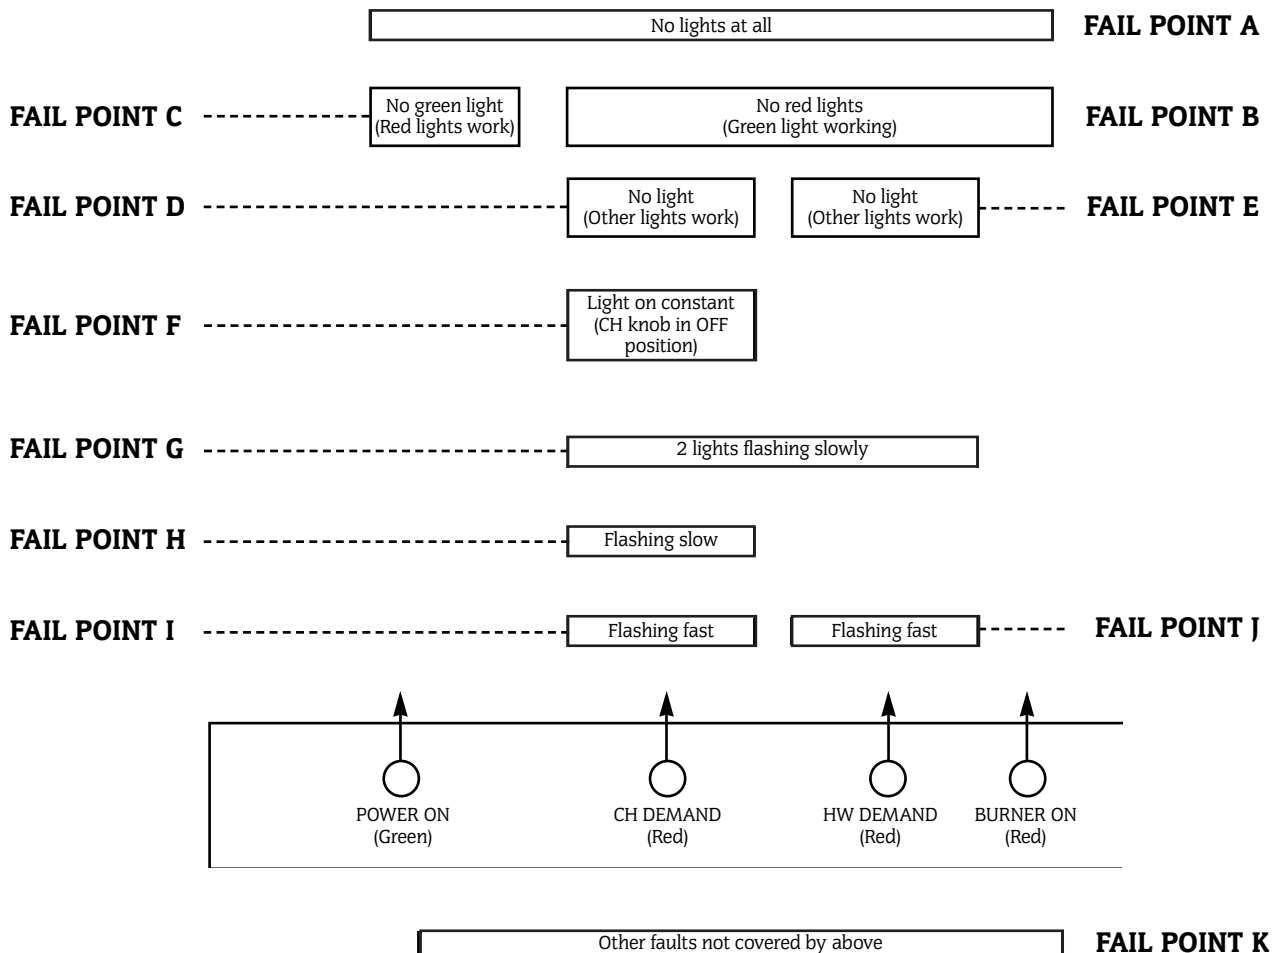 No lights at all
FAIL POINT A
FAIL POINT C
No green light
(Red lights work)
No red lights
(Green light working)
FAIL POINT B
FAIL POINT D
No light
(Other lights work)
No light
(Other lights work)
FAIL POINT E
FAIL POINT F
Light on constant
(CH knob in OFF
position)
FAIL POINT G
2 lights flashing slowly
FAIL POINT H
Flashing slow
FAIL POINT I
Flashing fast
Flashing fast
FAIL POINT J
POWER ON
(Green)
CH DEMAND
(Red)
HW DEMAND
(Red)
BURNER ON
(Red)
Other faults not covered by above
FAIL POINT K